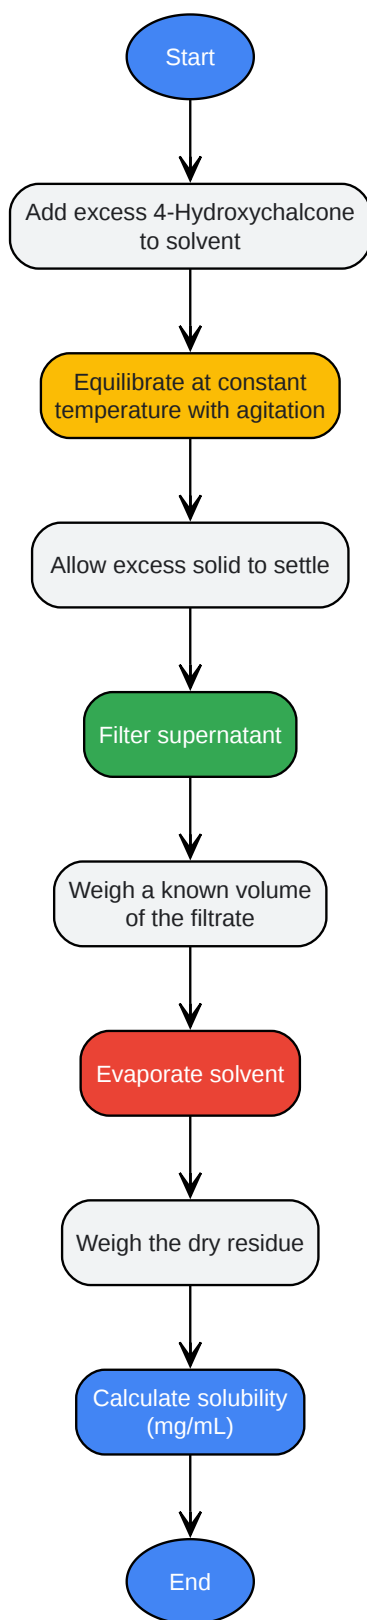 Start
Add excess 4-Hydroxychalcone
to solvent
Equilibrate at constant
temperature with agitation
Allow excess solid to settle
Filter supernatant
Weigh a known volume
of the filtrate
Evaporate solvent
Weigh the dry residue
Calculate solubility
(mg/mL)
End